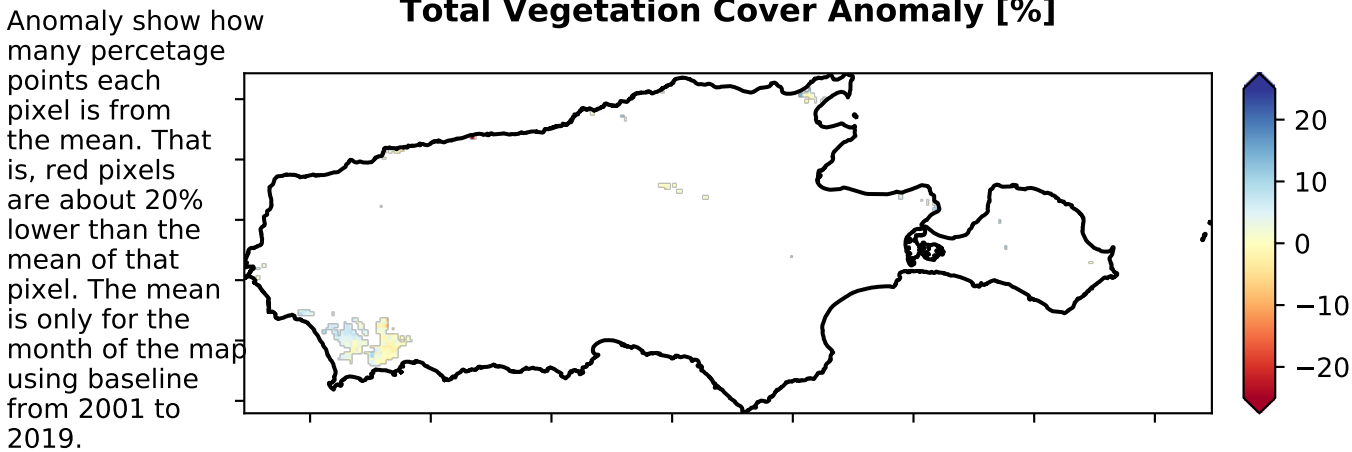 Total Vegetation Cover Anomaly [%]
Anomaly show how
many percetage
points each
pixel is from
the mean. That
is, red pixels
are about 20%
lower than the
mean of that
pixel. The mean
is only for the
month of the map
using baseline
from 2001 to
2019.
20
10
0
−10
−20